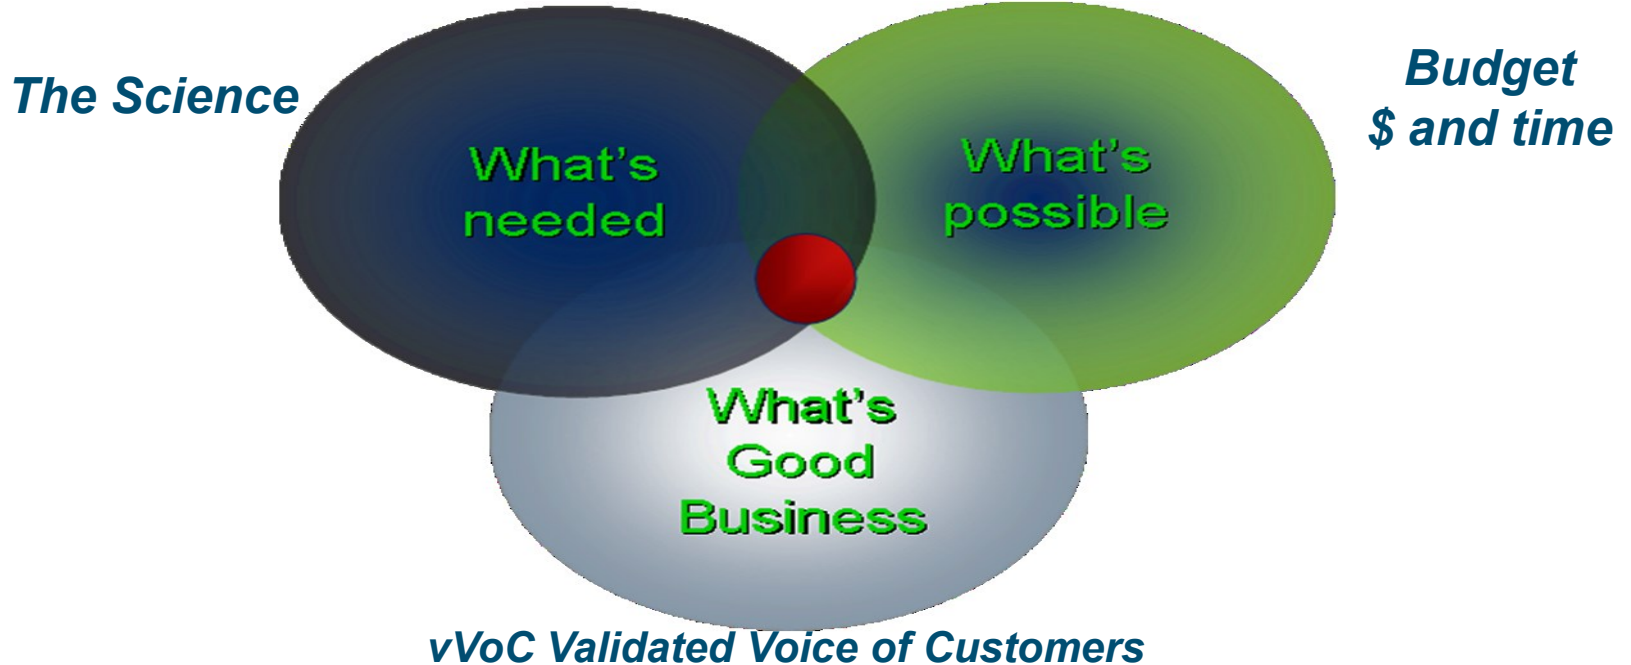 The Science
Budget
$ and time
What's
needed
What's
possible
What's
Good
Business
vVoC Validated Voice of Customers